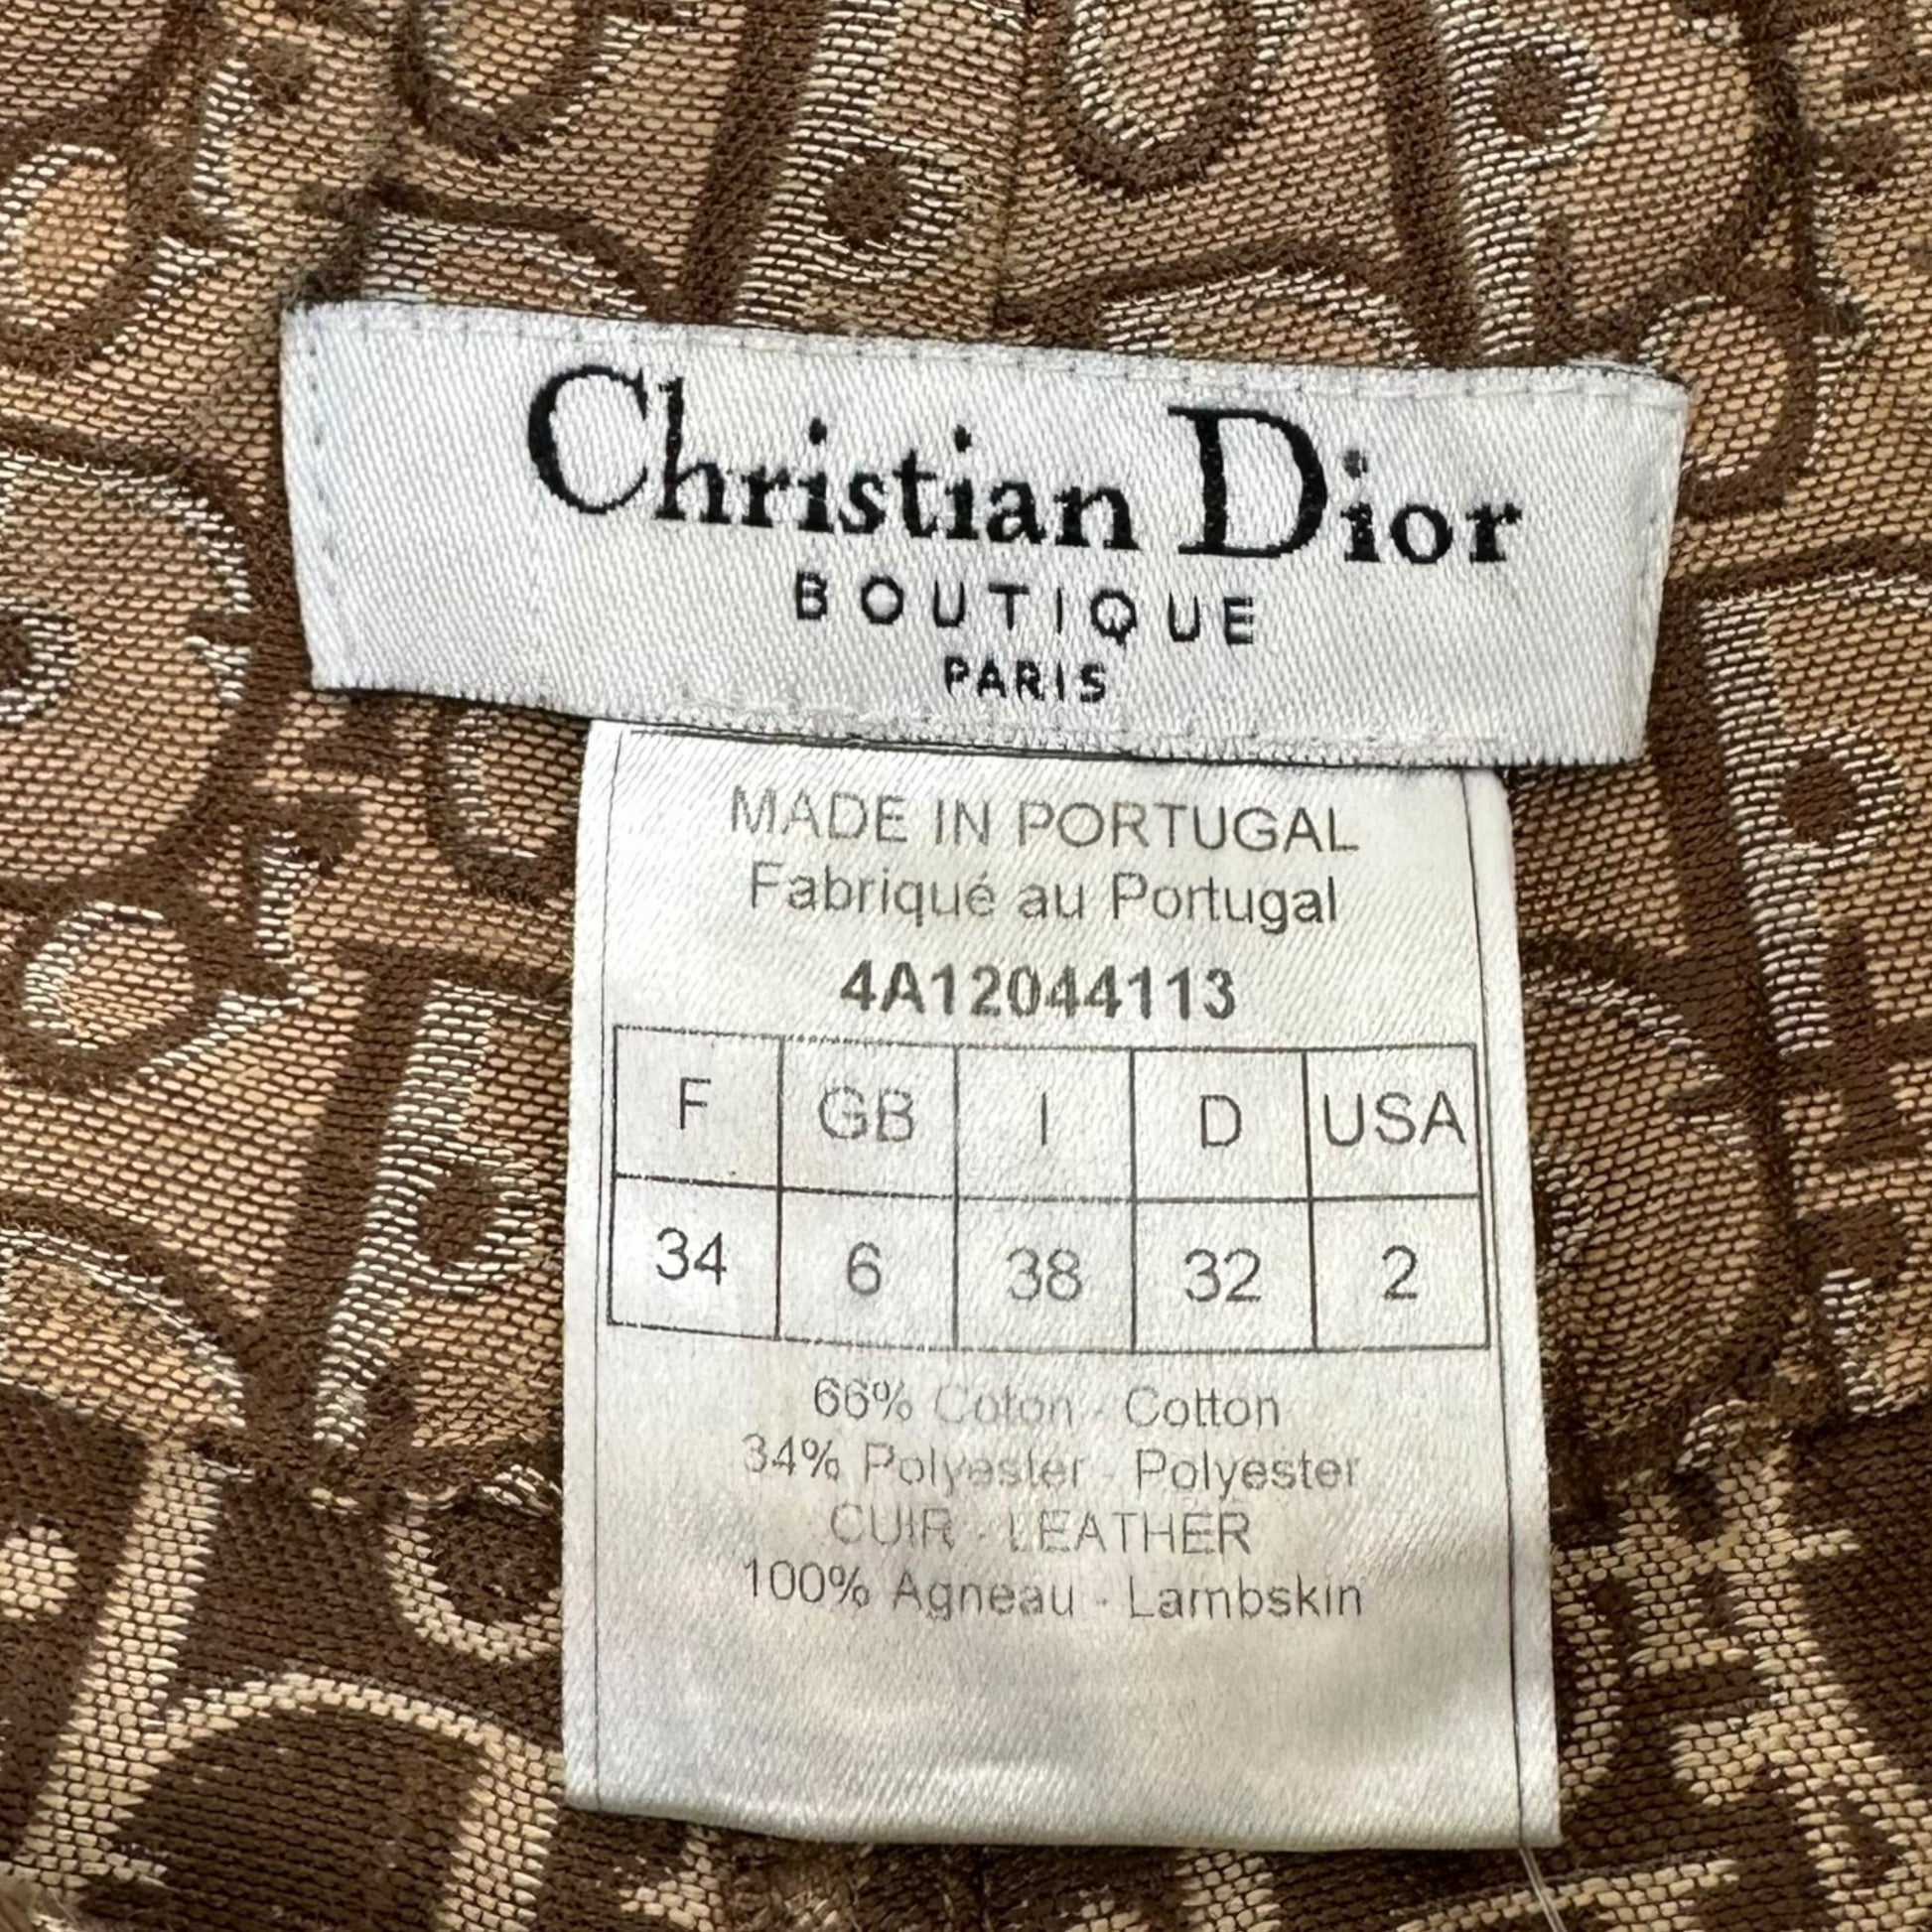 Christian Dior
BOUTIQUE
PARIS
MADE IN PORTUGAL
Fabriqué au Portugal
4A12044113
F GB I D USA
34 6 38 32 2
66% Coton - Cotton
34% Polyester - Polyester
CUIR - LEATHER
100% Agneau - Lambskin